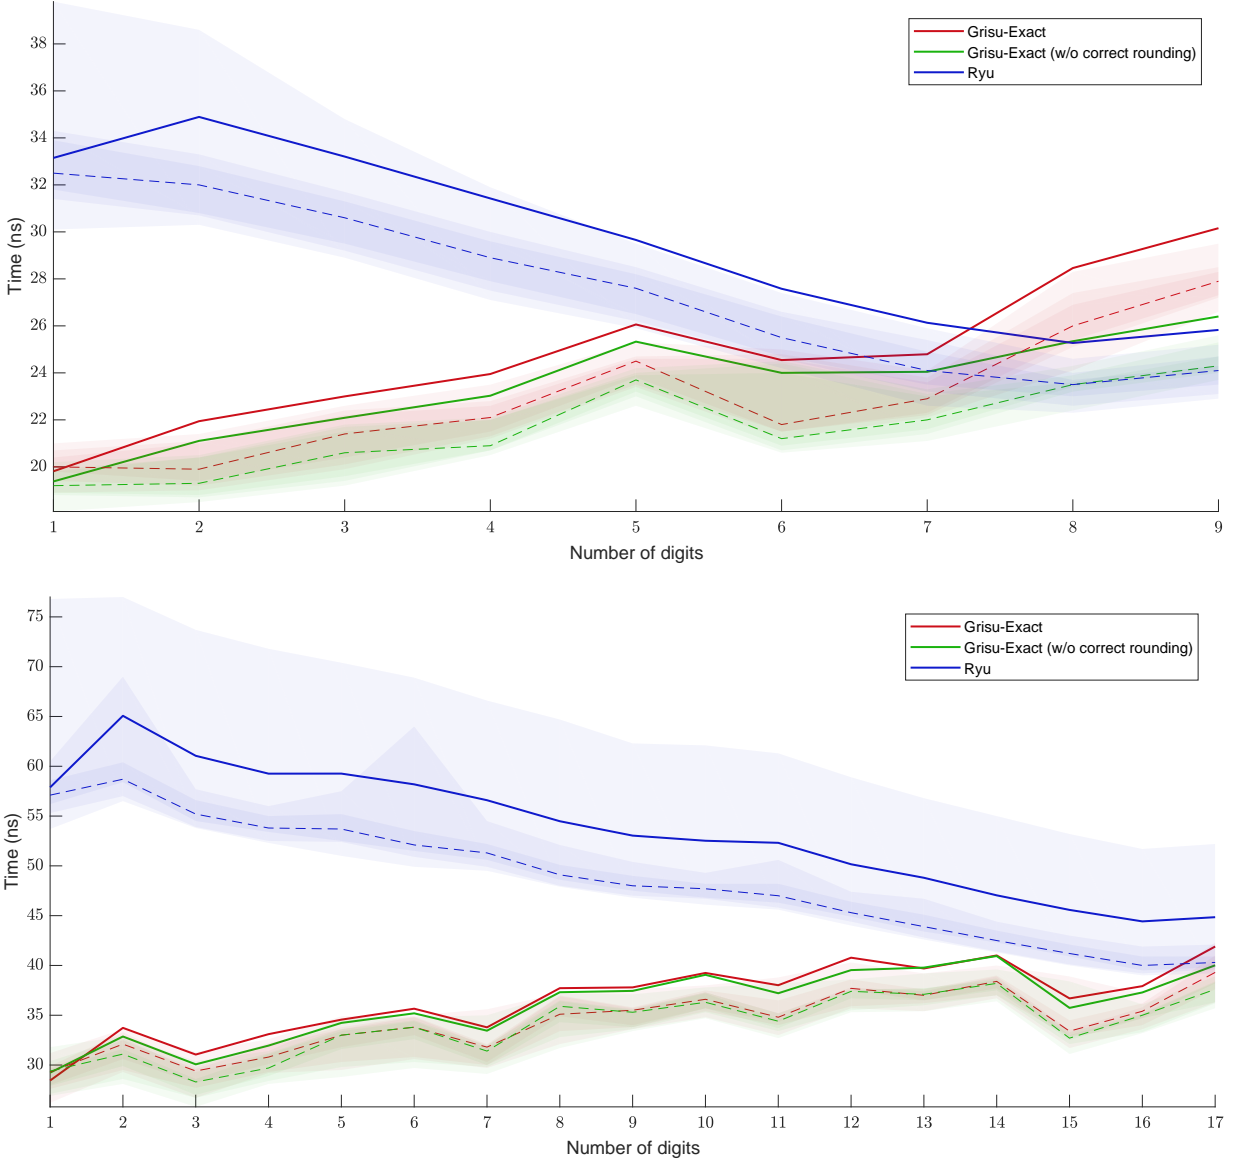 38
36
34
32
30
28
26
24
22
20
Time (ns)
1 2 3 4 5 6 7 8 9
Number of digits
Grisu-Exact
Grisu-Exact (w/o correct rounding)
Ryu
75
70
65
60
55
50
45
40
35
30
Time (ns)
1 2 3 4 5 6 7 8 9 10 11 12 13 14 15 16 17
Number of digits
Grisu-Exact
Grisu-Exact (w/o correct rounding)
Ryu